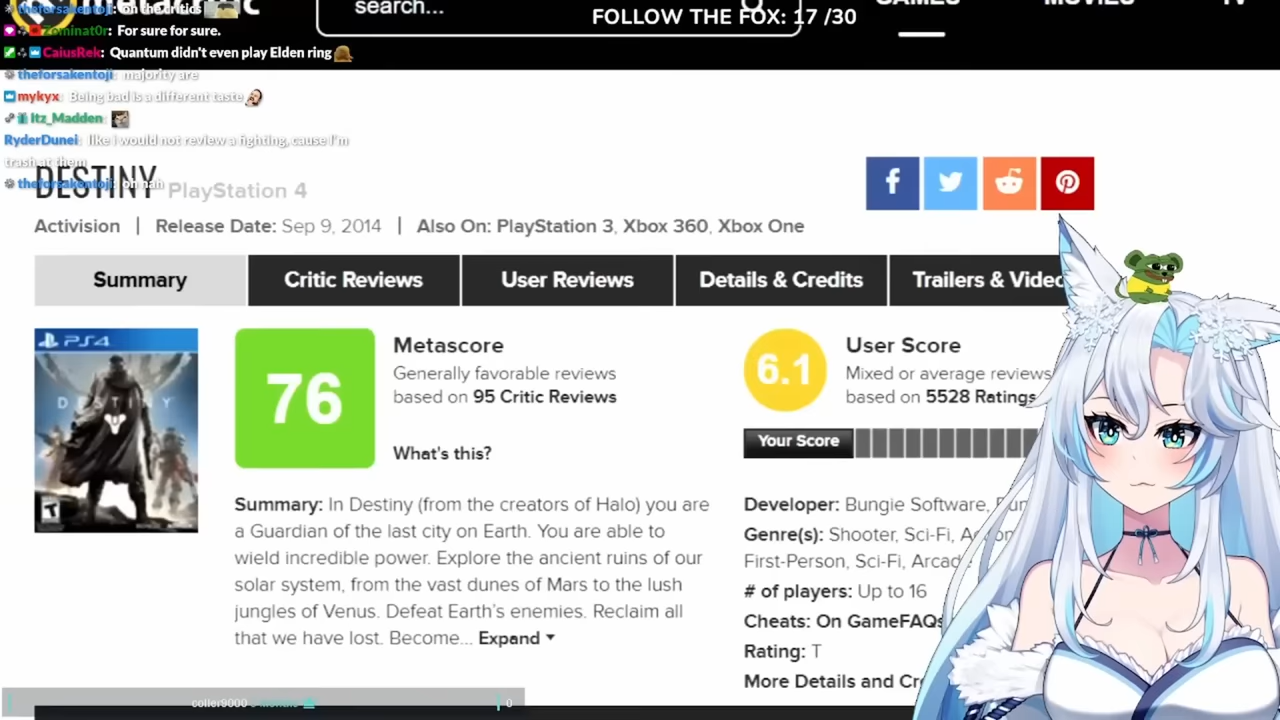 theforsakentoji: on the critics
Zominat0r: For sure for sure.
CaiusRek: Quantum didn't even play Elden ring
theforsakentoji: majority are
mykyx: Being bad is a different taste
Itz_Madden:
RyderDunei: like i would not review a fighting, cause I'm
trash at them
theforsakentoji: oh nah
search...
FOLLOW THE FOX: 17 /30
GAMES
MOVIES
TV
DESTINY PlayStation 4
Activision | Release Date: Sep 9, 2014 | Also On: PlayStation 3, Xbox 360, Xbox One
Summary
Critic Reviews
User Reviews
Details & Credits
Trailers & Videc
PS4
DESTINY
T
76
Metascore
Generally favorable reviews
based on 95 Critic Reviews
What's this?
6.1
User Score
Mixed or average reviews
based on 5528 Ratings
Your Score
Summary: In Destiny (from the creators of Halo) you are
a Guardian of the last city on Earth. You are able to
wield incredible power. Explore the ancient ruins of our
solar system, from the vast dunes of Mars to the lush
jungles of Venus. Defeat Earth's enemies. Reclaim all
that we have lost. Become... Expand
Developer: Bungie Software,
Genre(s): Shooter, Sci-Fi,
First-Person, Sci-Fi, Arcade
# of players: Up to 16
Cheats: On GameFAQs
Rating: T
More Details and Cr
coller9000
0